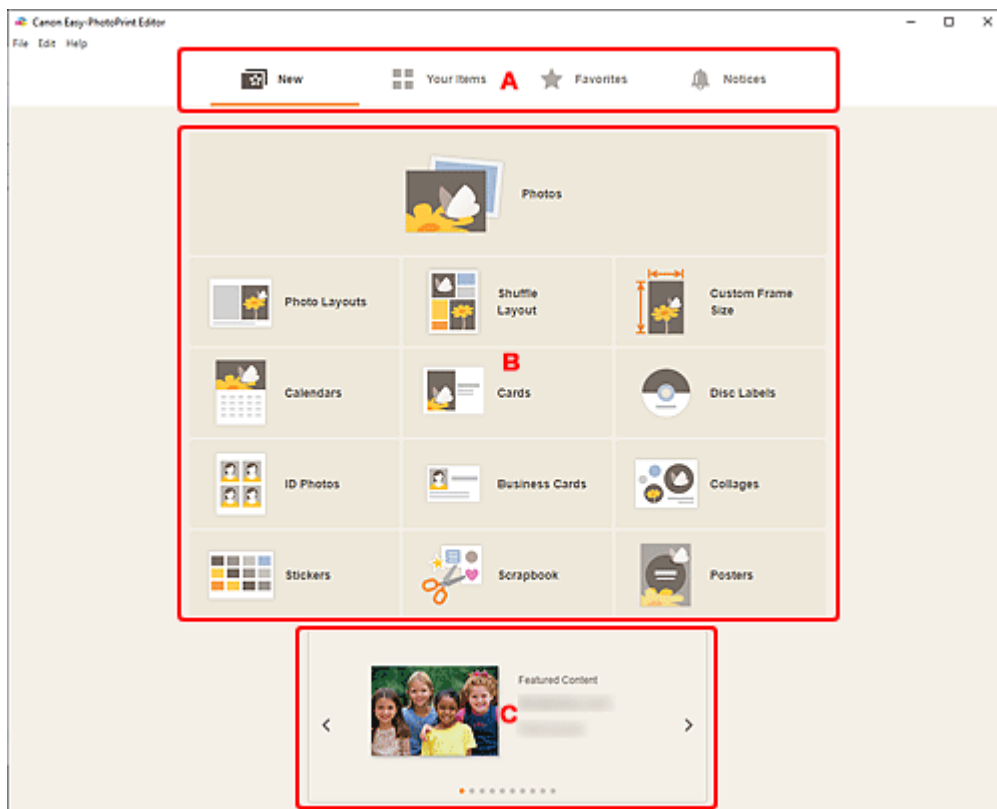 Canon Easy-PhotoPrint Editor
File Edit Help
New Your Items A Favorites Notices
Photos
Photo Layouts
Shuffle
Layout
Custom Frame
Size
B
Calendars
Cards
Disc Labels
ID Photos
Business Cards
Collages
Stickers
Scrapbook
Posters
Featured Content
C